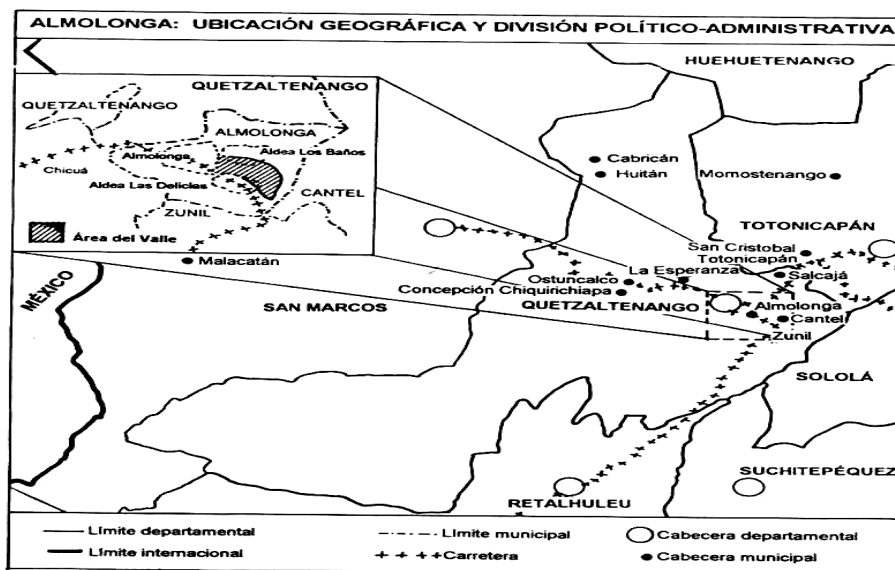 ALMOLONGA: UBICACIÓN GEOGRÁFICA Y DIVISIÓN POLÍTICO-ADMINISTRATIVA
HUEHUETENANGO
QUETZALTENANGO
QUETZALTENANGO
ALMOLONGA
Almolonga
Aldea Los Baños
Chicuá
Aldea Las Delicias
CANTEL
ZUNIL
Área del Valle
Cabricán
Huitán
Momostenango
TOTONICAPÁN
San Cristobal
Totonicapán
Malacatán
La Esperanza
Salcajá
Ostuncalco
Concepción Chiquirichiapa
MÉXICO
SAN MARCOS
QUETZALTENANGO
Almolonga
Cantel
Zunil
SOLOLÁ
SUCHITEPÉQUEZ
RETALHULEU
Límite departamental
Límite municipal
Cabecera departamental
Límite internacional
Carretera
Cabecera municipal